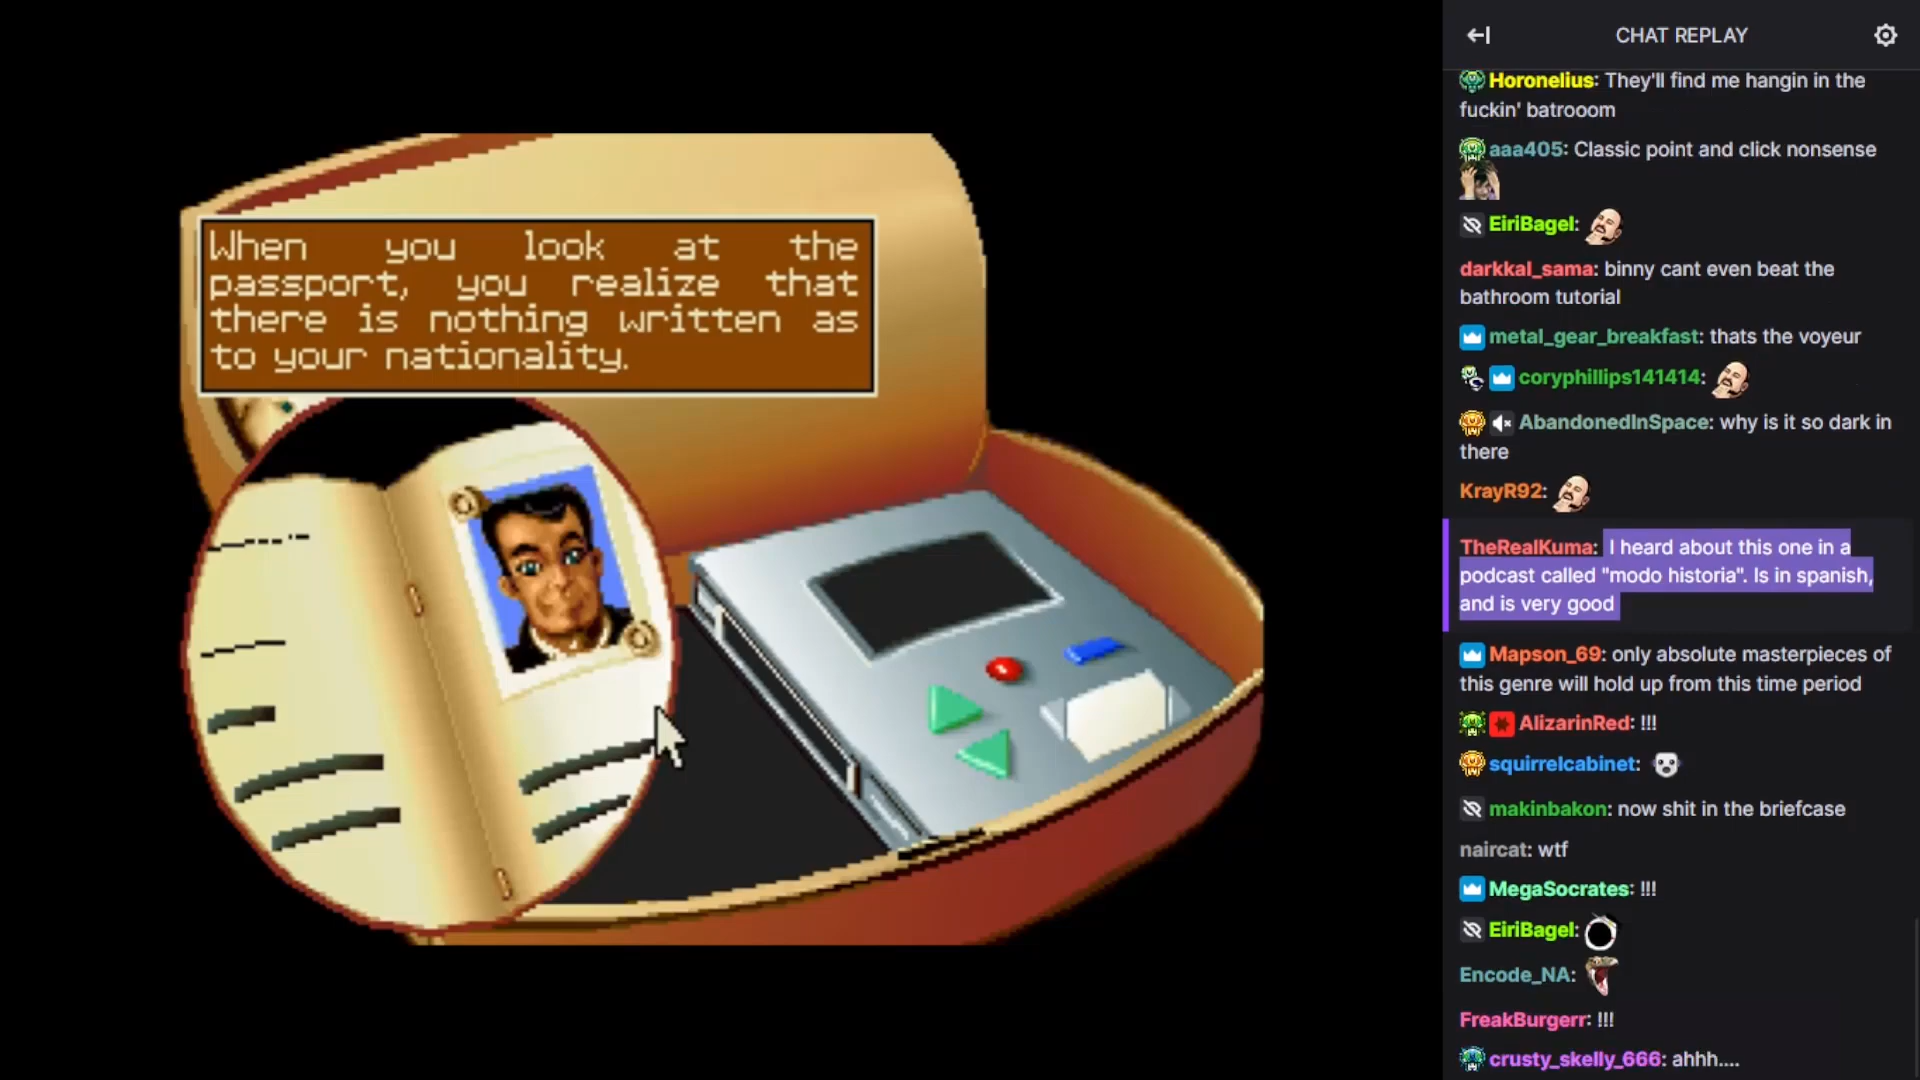 When you look at the
passport, you realize that
there is nothing written as
to your nationality.
CHAT REPLAY
Horonelius: They'll find me hangin in the
fuckin' batrooom
aaa405: Classic point and click nonsense
EiriBagel:
darkkal_sama: binny cant even beat the
bathroom tutorial
metal_gear_breakfast: thats the voyeur
coryphillips141414:
AbandonedInSpace: why is it so dark in
there
KrayR92:
TheRealKuma: I heard about this one in a
podcast called "modo historia". Is in spanish,
and is very good
Mapson_69: only absolute masterpieces of
this genre will hold up from this time period
AlizarinRed: !!!
squirrelcabinet:
makinbakon: now shit in the briefcase
naircat: wtf
MegaSocrates: !!!
EiriBagel:
Encode_NA:
FreakBurgerr: !!!
crusty_skelly_666: ahhh....